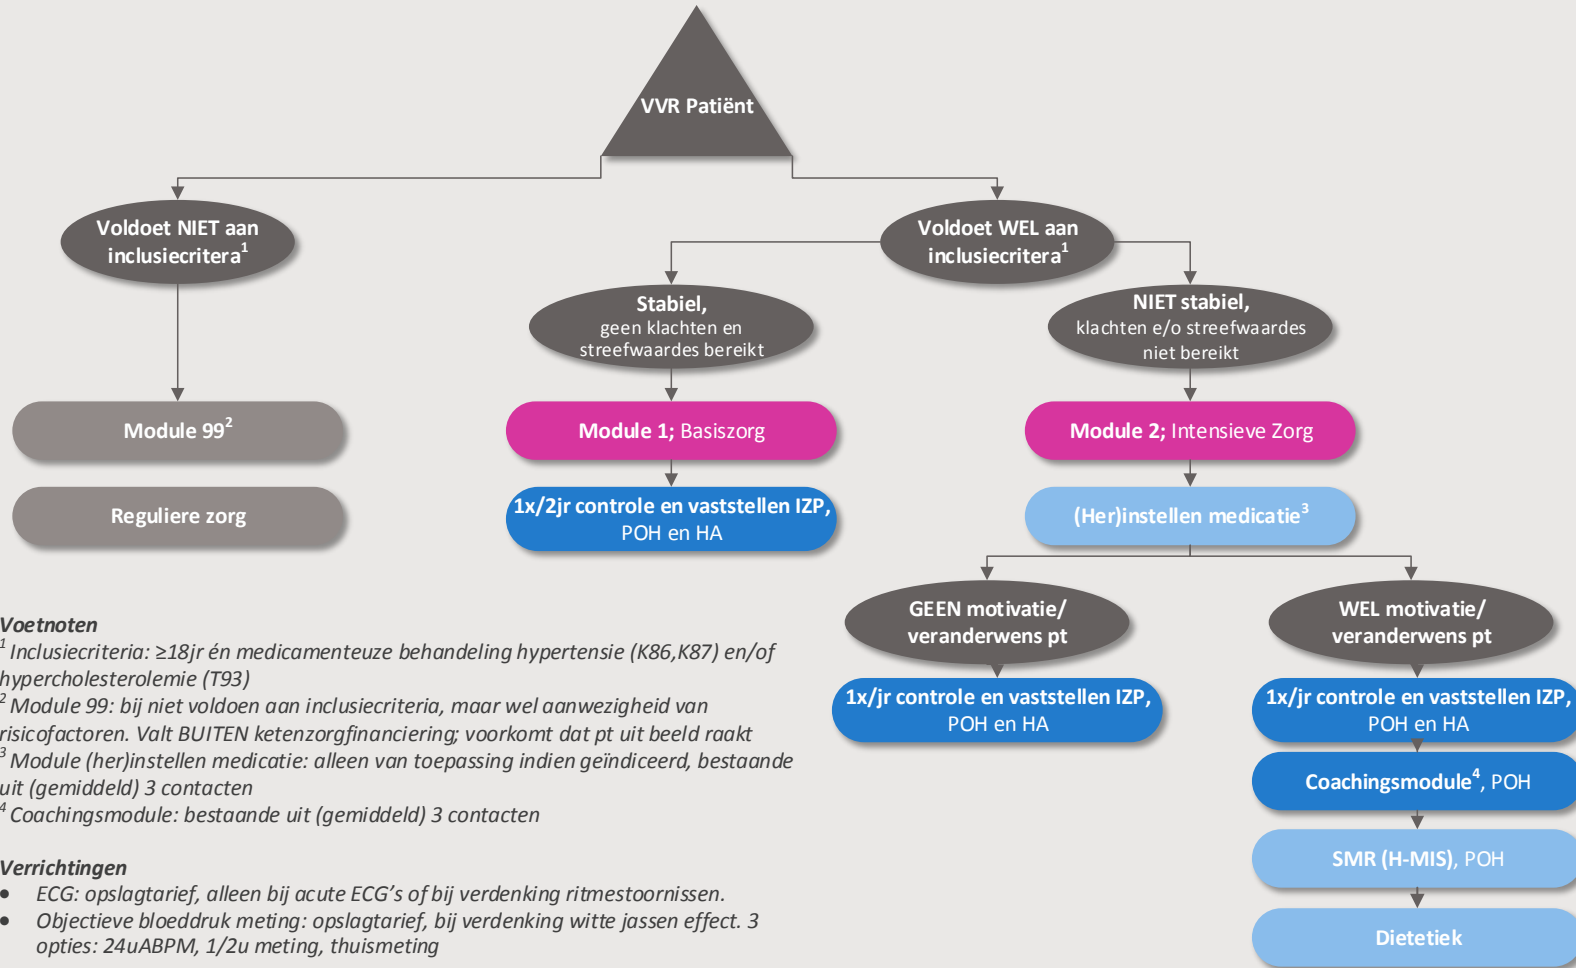 VVR Patiënt
Voldoet NIET aan
inclusiecritera¹
Voldoet WEL aan
inclusiecritera¹
Stabiel,
geen klachten en
streefwaardes bereikt
NIET stabiel,
klachten e/o streefwaardes
niet bereikt
Module 99²
Module 1; Basiszorg
Module 2; Intensieve Zorg
Reguliere zorg
1x/2jr controle en vaststellen IZP,
POH en HA
(Her)instellen medicatie³
GEEN motivatie/
veranderwens pt
WEL motivatie/
veranderwens pt
1x/jr controle en vaststellen IZP,
POH en HA
1x/jr controle en vaststellen IZP,
POH en HA
Coachingsmodule⁴, POH
SMR (H-MIS), POH
Dietetiek
Voetnoten
¹ Inclusiecriteria: ≥18jr én medicamenteuze behandeling hypertensie (K86,K87) en/of
hypercholesterolemie (T93)
² Module 99: bij niet voldoen aan inclusiecriteria, maar wel aanwezigheid van
risicofactoren. Valt BUITEN ketenzorgfinanciering; voorkomt dat pt uit beeld raakt
³ Module (her)instellen medicatie: alleen van toepassing indien geïndiceerd, bestaande
uit (gemiddeld) 3 contacten
⁴ Coachingsmodule: bestaande uit (gemiddeld) 3 contacten
Verrichtingen
• ECG: opslagtarief, alleen bij acute ECG's of bij verdenking ritmestoornissen.
• Objectieve bloeddruk meting: opslagtarief, bij verdenking witte jassen effect. 3
opties: 24uABPM, 1/2u meting, thuismeting